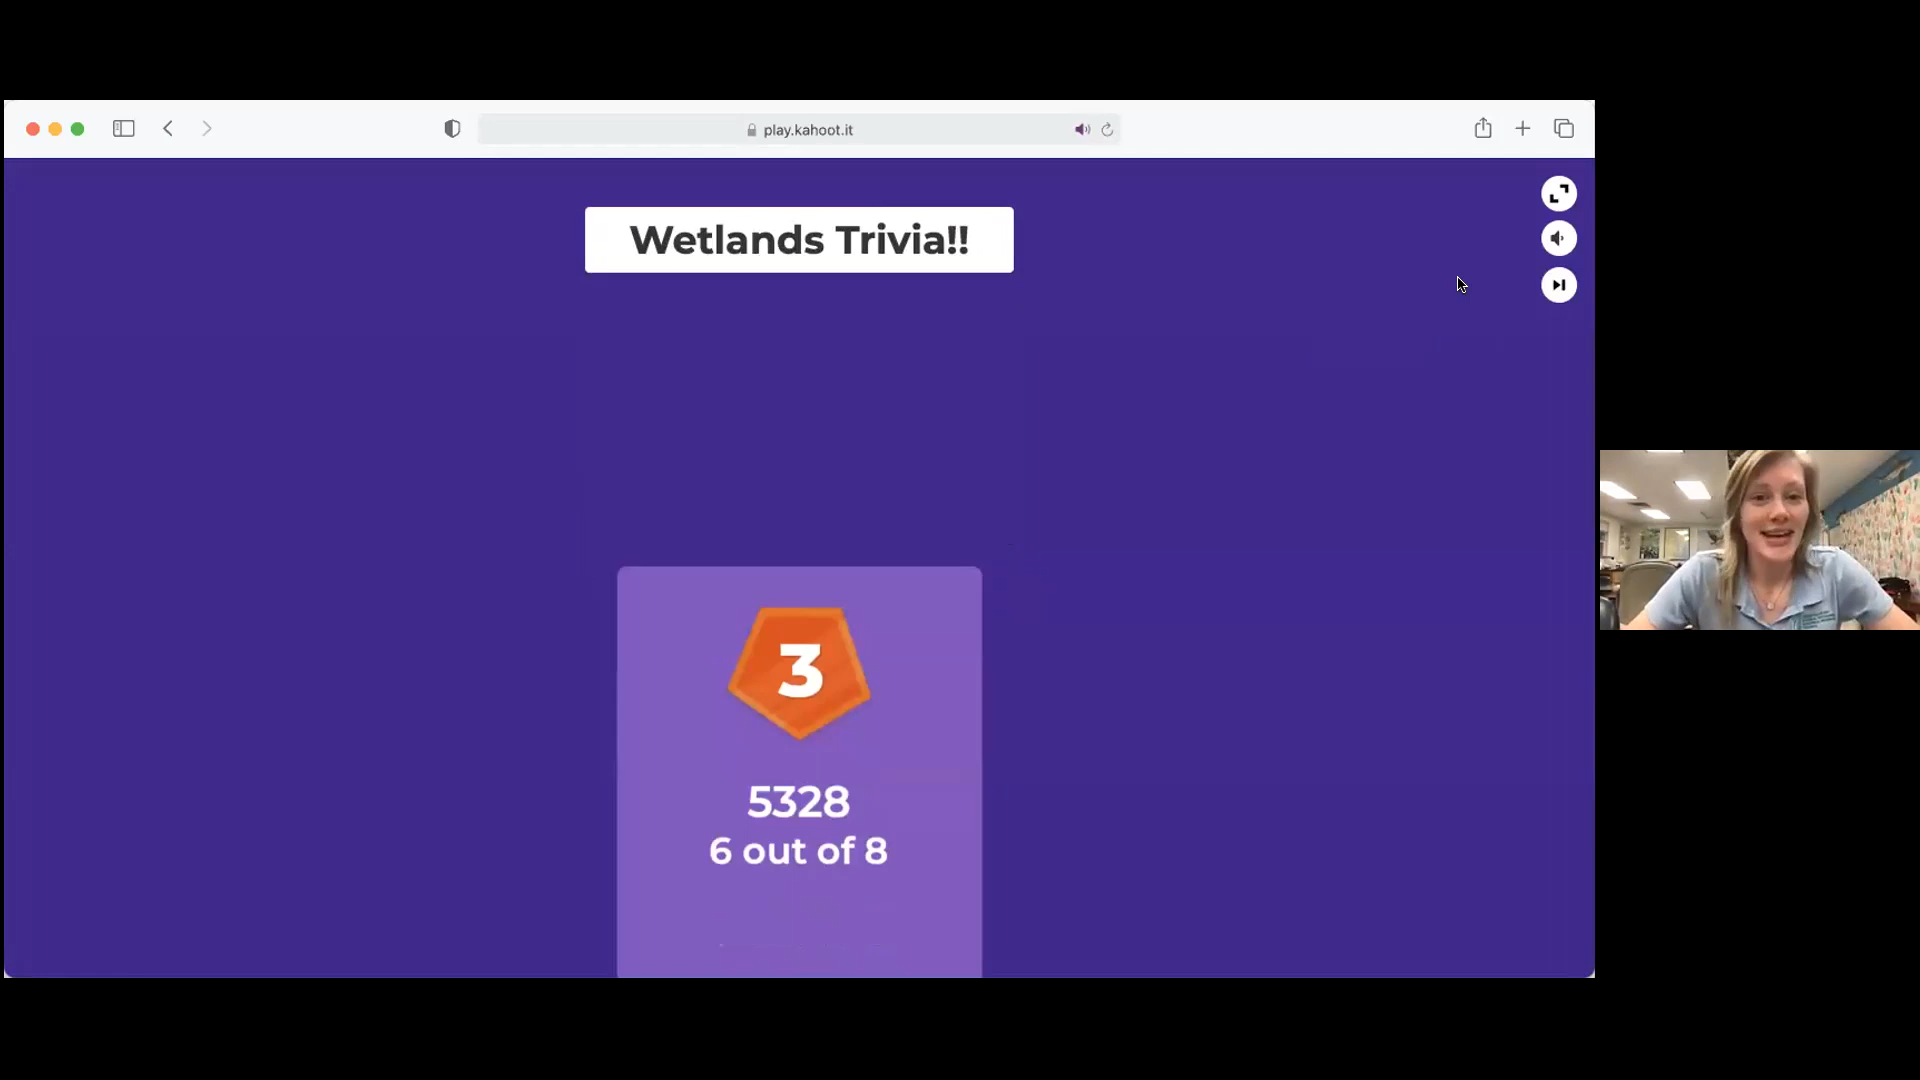 play.kahoot.it
Wetlands Trivia!!
3
5328
6 out of 8